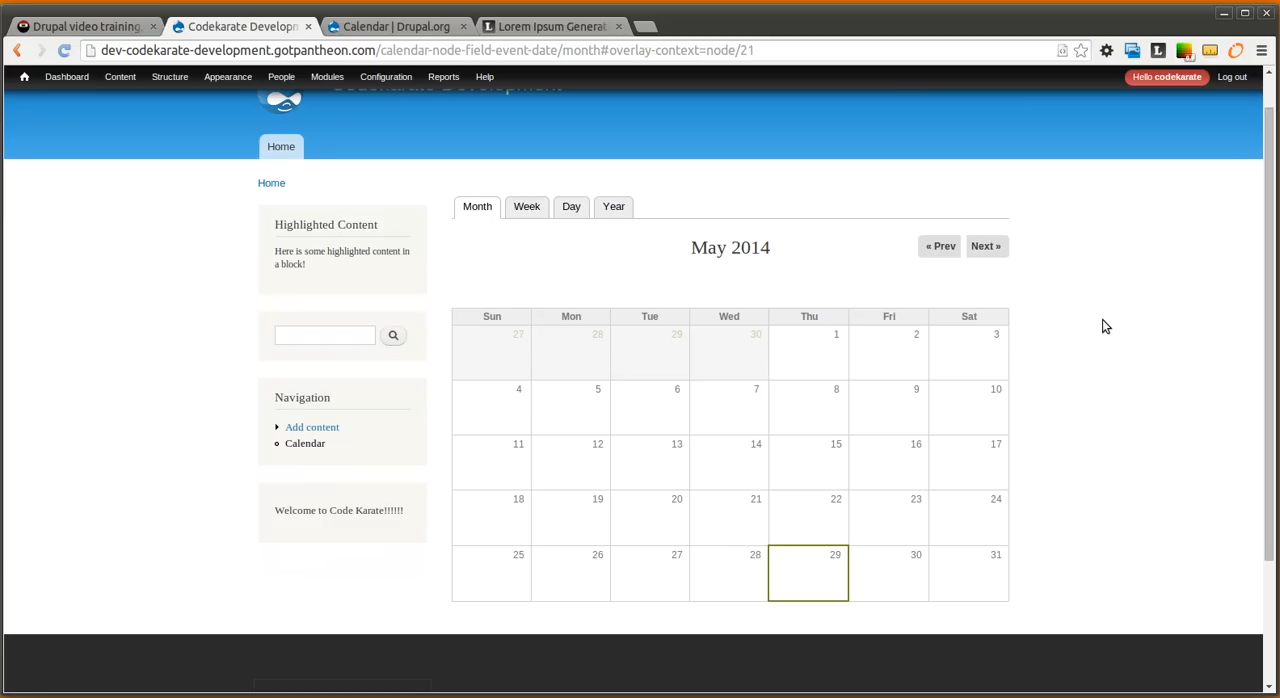 Drupal video training,
Codekarate Developm
Calendar | Drupal.org
Lorem Ipsum Generat
dev-codekarate-development.gotpantheon.com/calendar-node-field-event-date/month#overlay-context=node/21
Dashboard Content Structure Appearance People Modules Configuration Reports Help
Hello codekarate Log out
Codekarate Development
Home
Home
Highlighted Content
Here is some highlighted content in
a block!
Navigation
Add content
Calendar
Welcome to Code Karate!!!!!!
Month Week Day Year
May 2014
« Prev Next »
Sun Mon Tue Wed Thu Fri Sat
27 28 29 30 1 2 3
4 5 6 7 8 9 10
11 12 13 14 15 16 17
18 19 20 21 22 23 24
25 26 27 28 29 30 31